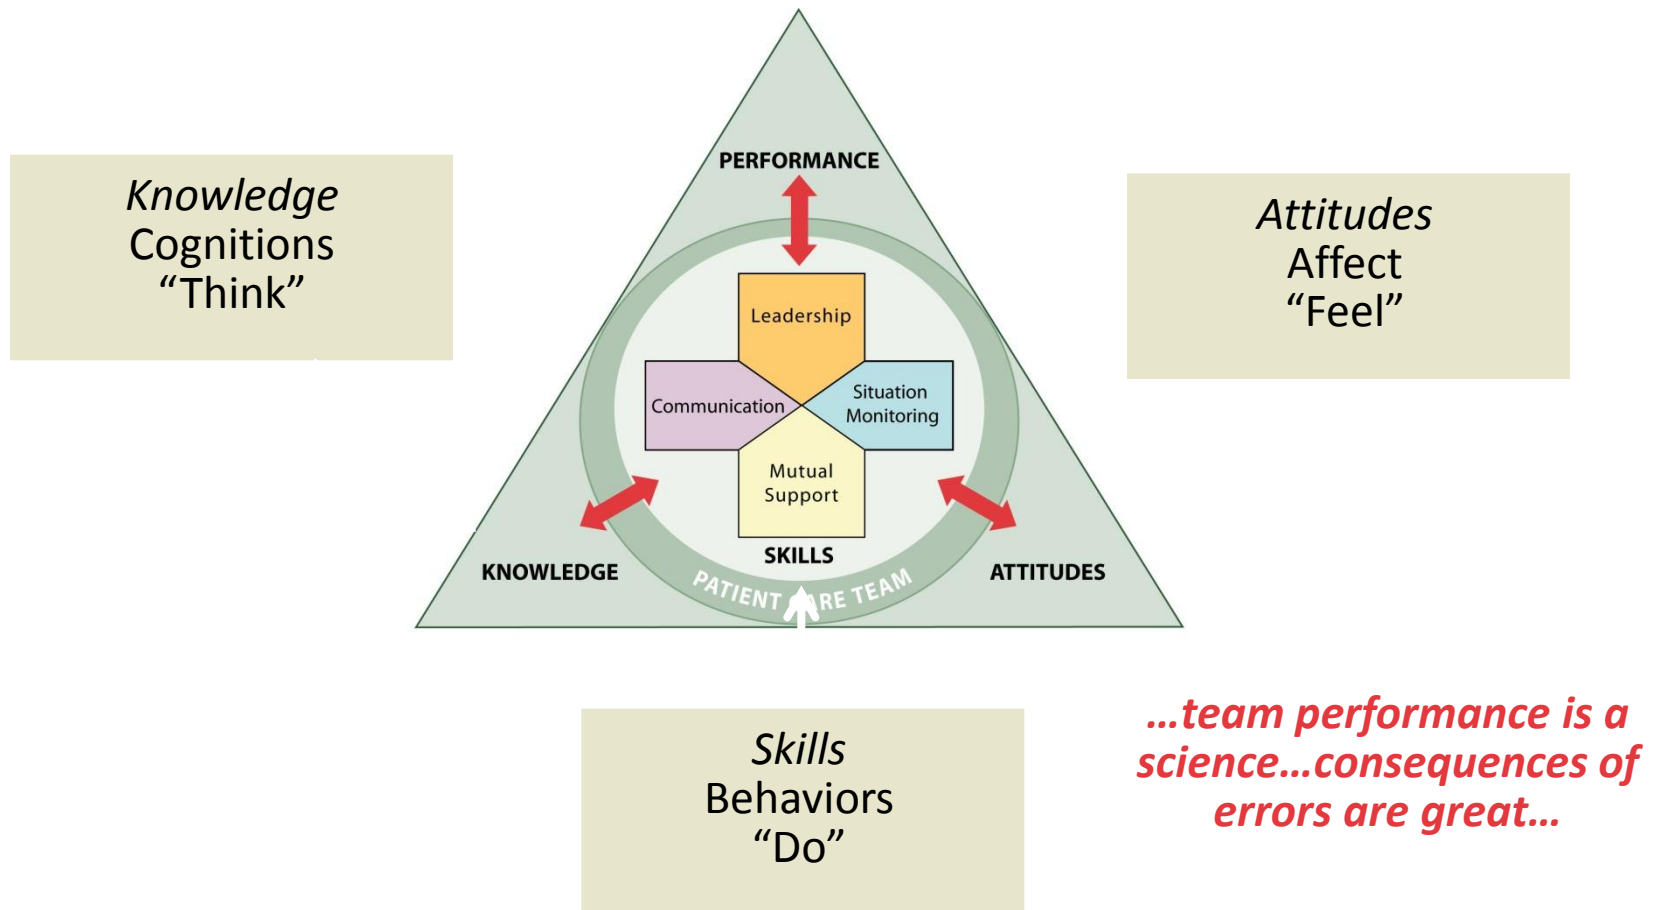 PERFORMANCE
Knowledge
Cognitions
“Think”
Attitudes
Affect
“Feel”
Leadership
Communication
Situation
Monitoring
Mutual
Support
SKILLS
KNOWLEDGE
ATTITUDES
PATIENT CARE TEAM
Skills
Behaviors
“Do”
...team performance is a
science...consequences of
errors are great...